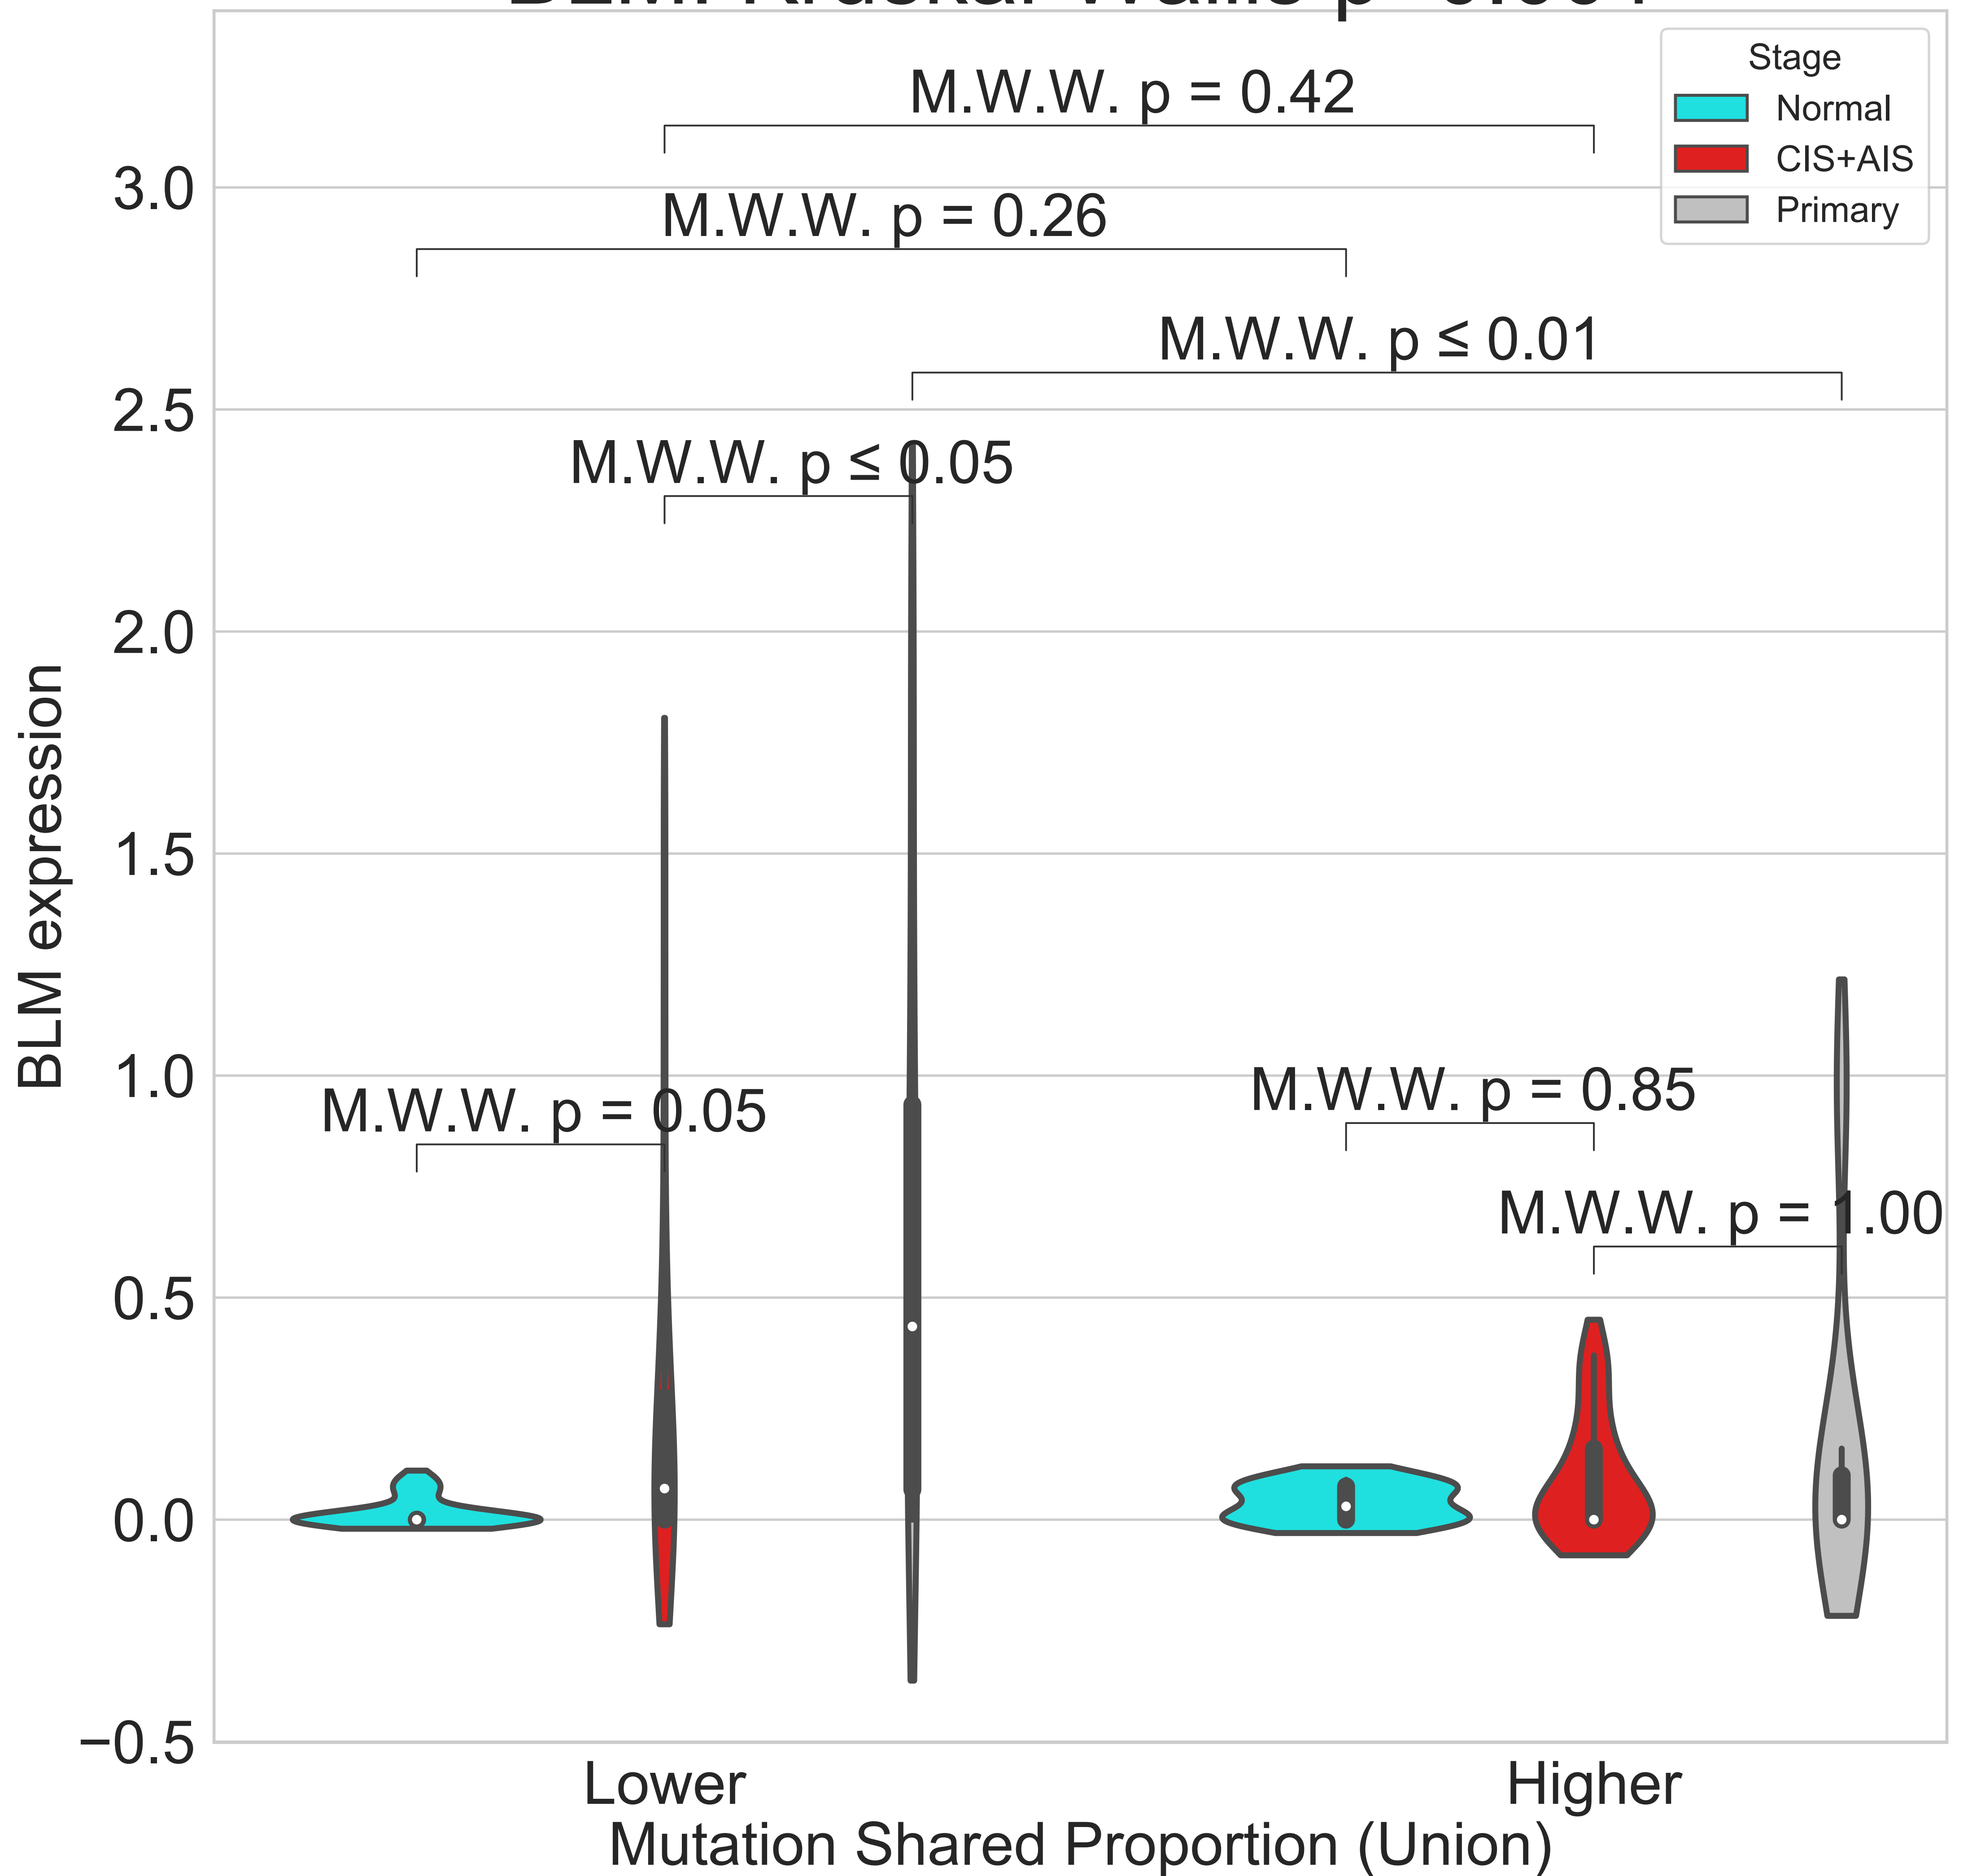 Stage
Normal
CIS+AIS
Primary
M.W.W. p = 0.42
M.W.W. p = 0.26
M.W.W. p ≤ 0.01
M.W.W. p ≤ 0.05
M.W.W. p = 0.05
M.W.W. p = 0.85
M.W.W. p = 1.00
BLM expression
3.0
2.5
2.0
1.5
1.0
0.5
0.0
−0.5
Lower
Higher
Mutation Shared Proportion (Union)